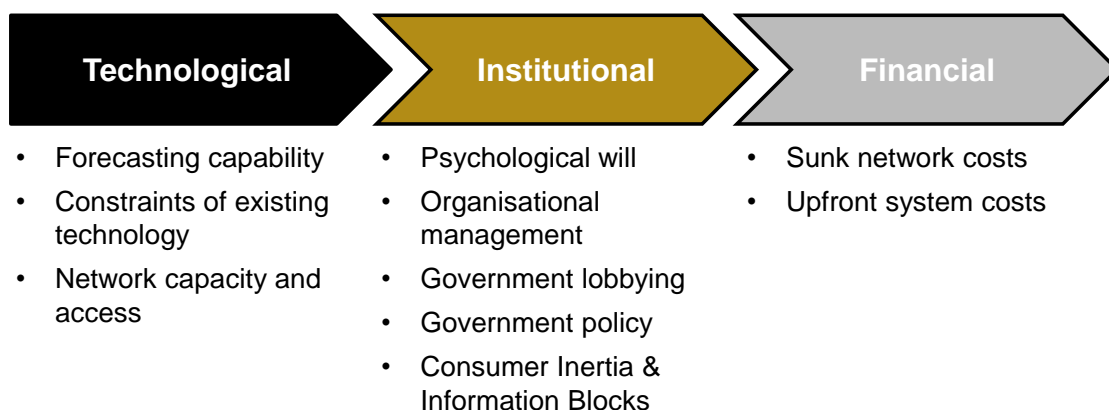 Technological
Institutional
Financial
• Forecasting capability
• Constraints of existing
technology
• Network capacity and
access
• Psychological will
• Organisational
management
• Government lobbying
• Government policy
• Consumer Inertia &
Information Blocks
• Sunk network costs
• Upfront system costs